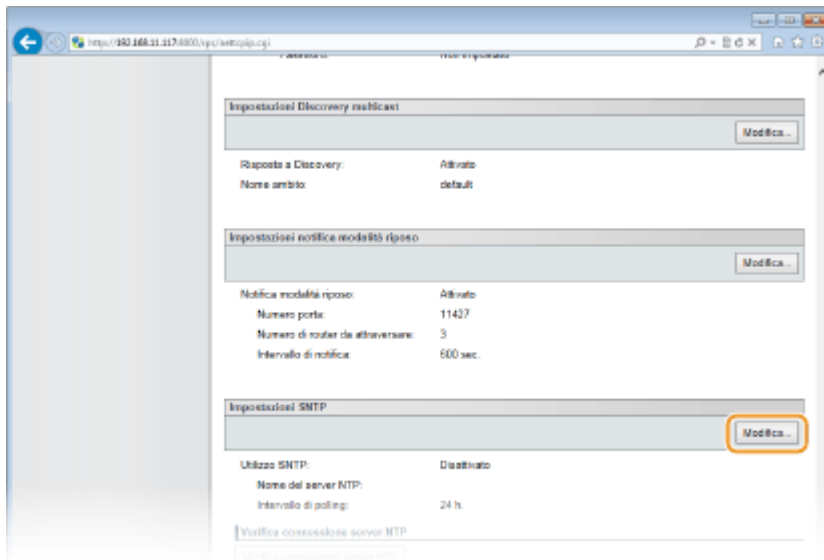 http://192.168.11.117:8000/rps/nettcpip.cgi
Impostazioni Discovery multicast
Modifica...
Risposta a Discovery: Attivato
Nome ambito: default
Impostazioni notifica modalità riposo
Modifica...
Notifica modalità riposo: Attivato
Numero porta: 11427
Numero di router da attraversare: 3
Intervallo di notifica: 600 sec.
Impostazioni SNTP
Modifica...
Utilizzo SNTP: Disattivato
Nome del server NTP:
Intervallo di polling: 24 h.
Verifica connessione server NTP